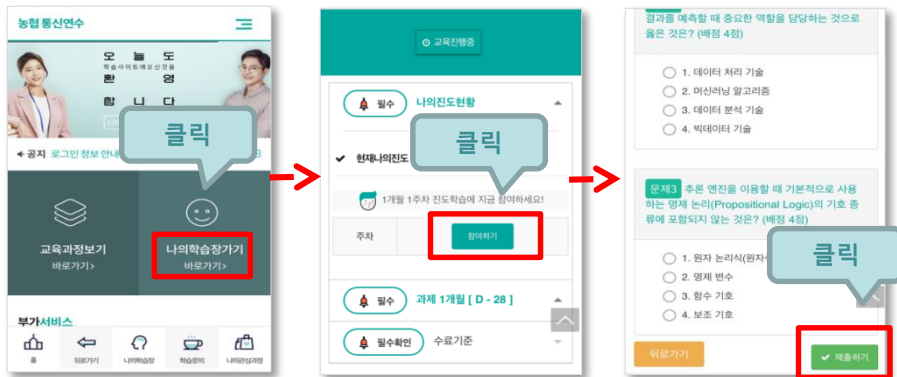 농협 통신연수
오 늘 도
학습사이트에오신것을
환 영
합 니 다
클릭
공지 로그인 정보 안내
교육과정보기
바로가기>
나의학습장가기
바로가기>
부가서비스
홈
뒤로가기
나의학습장
학습문의
나의관심과정
교육진행중
필수 나의진도현황
클릭
현재나의진도
1개월 1주차 진도학습에 지금 참여하세요!
주차
참여하기
필수 과제 1개월 [ D - 28 ]
필수확인 수료기준
결과를 예측할 때 중요한 역할을 담당하는 것으로
옳은 것은? (배점 4점)
1. 데이터 처리 기술
2. 머신러닝 알고리즘
3. 데이터 분석 기술
4. 빅데이터 기술
문제3 추론 엔진을 이용할 때 기본적으로 사용
하는 명제 논리(Propositional Logic)의 기호 종
류에 포함되지 않는 것은? (배점 4점)
1. 원자 논리식(원자
클릭
2. 명제 변수
3. 함수 기호
4. 보조 기호
뒤로가기
제출하기